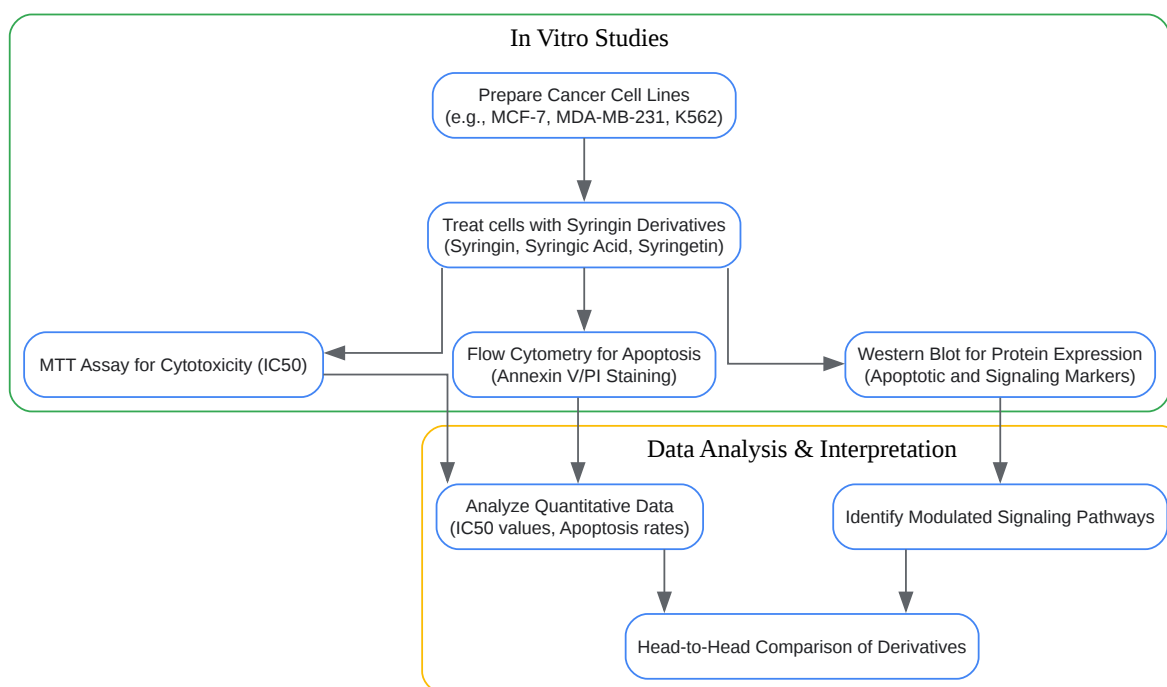 In Vitro Studies
Prepare Cancer Cell Lines
(e.g., MCF-7, MDA-MB-231, K562)
Treat cells with Syringin Derivatives
(Syringin, Syringic Acid, Syringetin)
MTT Assay for Cytotoxicity (IC50)
Flow Cytometry for Apoptosis
(Annexin V/PI Staining)
Western Blot for Protein Expression
(Apoptotic and Signaling Markers)
Data Analysis & Interpretation
Analyze Quantitative Data
(IC50 values, Apoptosis rates)
Identify Modulated Signaling Pathways
Head-to-Head Comparison of Derivatives